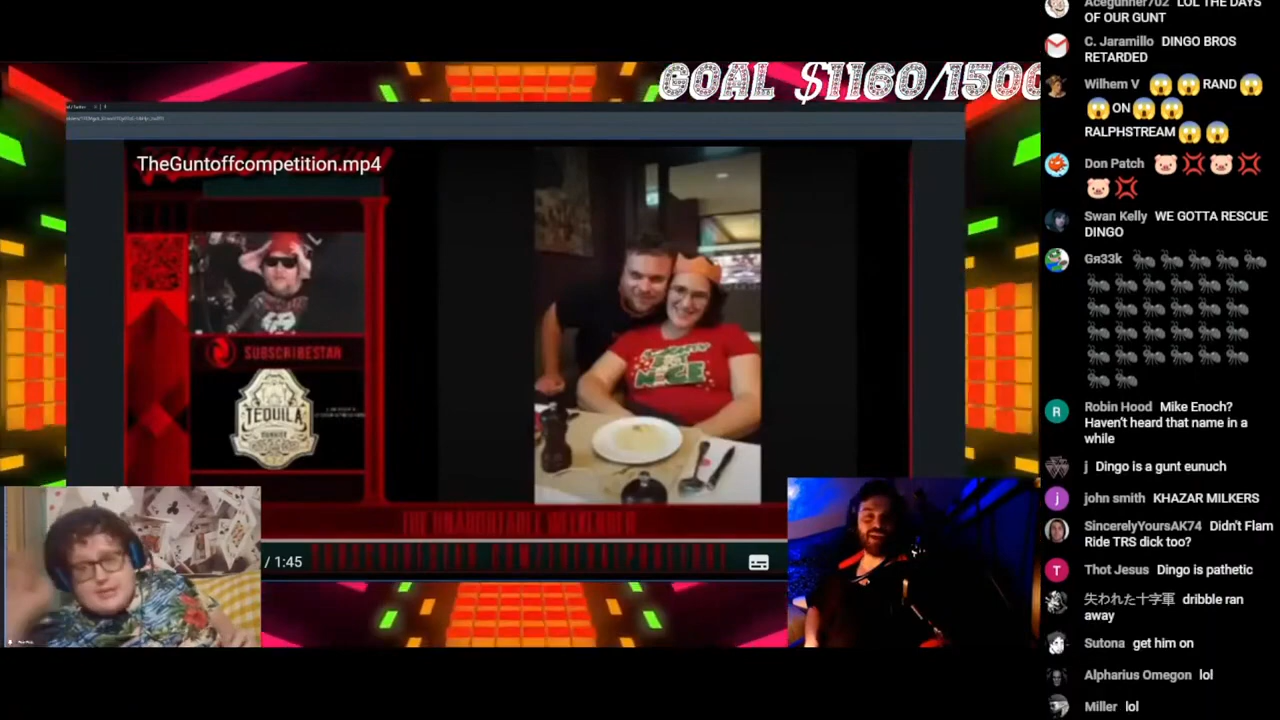 GOAL $1160/1500
TheGuntoffcompetition.mp4
SUBSCRIBESTAR
TEQUILA
NAUGHTY
NICE
/ 1:45
Acegunner702 LOL THE DAYS
OF OUR GUNT
C. Jaramillo DINGO BROS
RETARDED
Wilhem V 😱 😱 RAND 😱
😱 ON 😱 😱
RALPHSTREAM 😱 😱
Don Patch 🐷 💢 🐷 💢
🐷 💢
Swan Kelly WE GOTTA RESCUE
DINGO
Gя33k 🐜 🐜 🐜 🐜 🐜
🐜 🐜 🐜 🐜 🐜 🐜
🐜 🐜 🐜 🐜 🐜 🐜
🐜 🐜 🐜 🐜 🐜 🐜
🐜 🐜 🐜 🐜 🐜 🐜
🐜 🐜
Robin Hood Mike Enoch?
Haven't heard that name in a
while
j Dingo is a gunt eunuch
john smith KHAZAR MILKERS
SincerelyYoursAK74 Didn't Flam
Ride TRS dick too?
Thot Jesus Dingo is pathetic
失われた十字軍 dribble ran
away
Sutona get him on
Alpharius Omegon lol
Miller lol